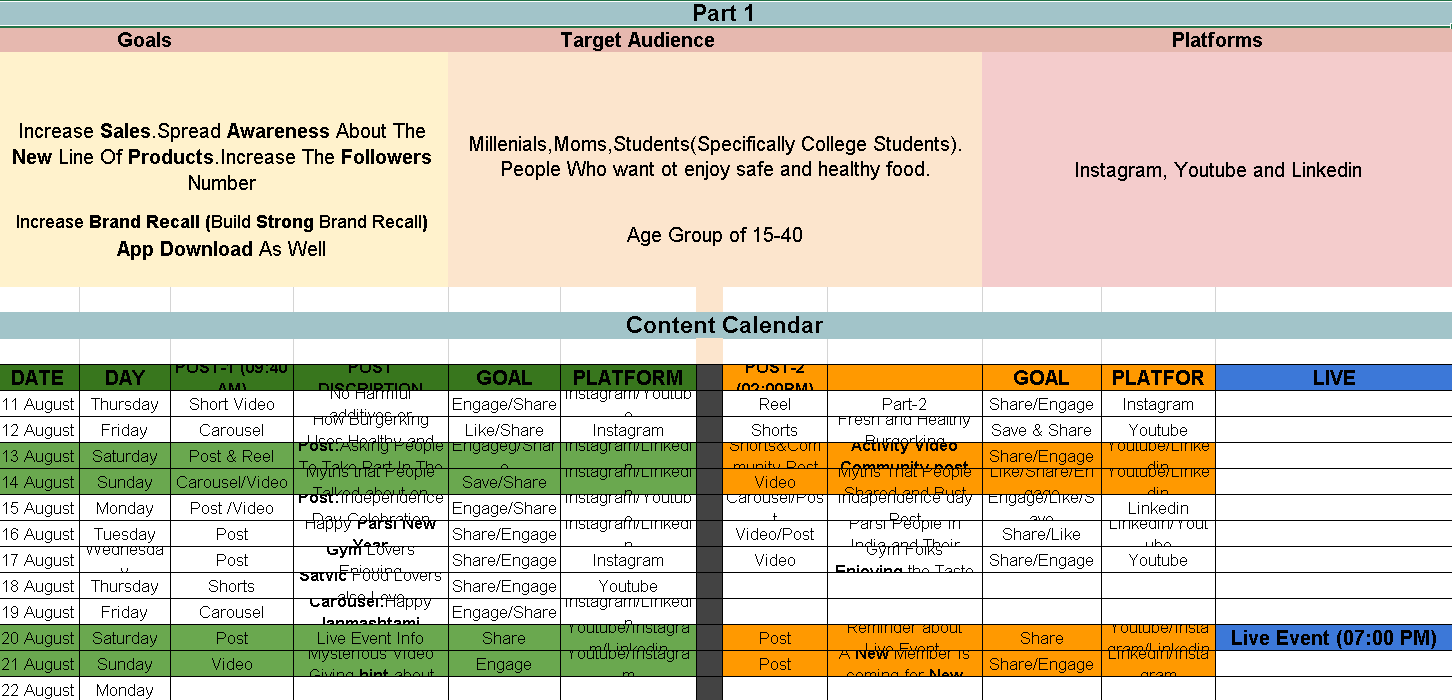 Part 1
Goals Target Audience Platforms
Increase Sales.Spread Awareness About The
New Line Of Products.Increase The Followers
Number
Increase Brand Recall (Build Strong Brand Recall)
App Download As Well
Millenials,Moms,Students(Specifically College Students).
People Who want ot enjoy safe and healthy food.
Age Group of 15-40
Instagram, Youtube and Linkedin
Content Calendar
DATE DAY POST-1 (09:40 AM) POST DISCRIPTION GOAL PLATFORM POST-2 (02:00PM) GOAL PLATFOR LIVE
11 August Thursday Short Video No Harmful additives or Engage/Share Instagram/Youtube Reel Part-2 Share/Engage Instagram
12 August Friday Carousel How Burgerking Uses Healthy and Like/Share Instagram Shorts Fresh and Healthy Burgerking Save & Share Youtube
13 August Saturday Post & Reel Post:Asking People To Take Part In The Engageg/Share Instagram/Linkedin Shorts&Community Post Activity Video Community post Share/Engage Youtube/Linkedin
14 August Sunday Carousel/Video Myths that People Talked about on Save/Share Instagram/Linkedin Video Myths That People Shared and Bust Like/Share/Engage Youtube/Linkedin
15 August Monday Post /Video Post:Independence Day Celebration Engage/Share Instagram/Youtube Carousel/Post Indapendence day Post Engage/Like/Save Linkedin
16 August Tuesday Post Happy Parsi New Year Share/Engage Instagram/Linkedin Video/Post Parsi People In India and Their Share/Like Linkedin/Youtube
17 August Wednesday Post Gym Lovers Enjoying Share/Engage Instagram Video Gym Folks Enjoying the Taste Share/Engage Youtube
18 August Thursday Shorts Satvic Food Lovers also Love Share/Engage Youtube
19 August Friday Carousel Carousel:Happy Janmashtami Engage/Share Instagram/Linkedin
20 August Saturday Post Live Event Info Share Youtube/Instagram/Linkedin Post Reminder about Live Event Share Youtube/Instagram/Linkedin Live Event (07:00 PM)
21 August Sunday Video Mysterious Video Giving hint about Engage Youtube/Instagram Post A New Member is coming for New Share/Engage Linkedin/Instagram
22 August Monday